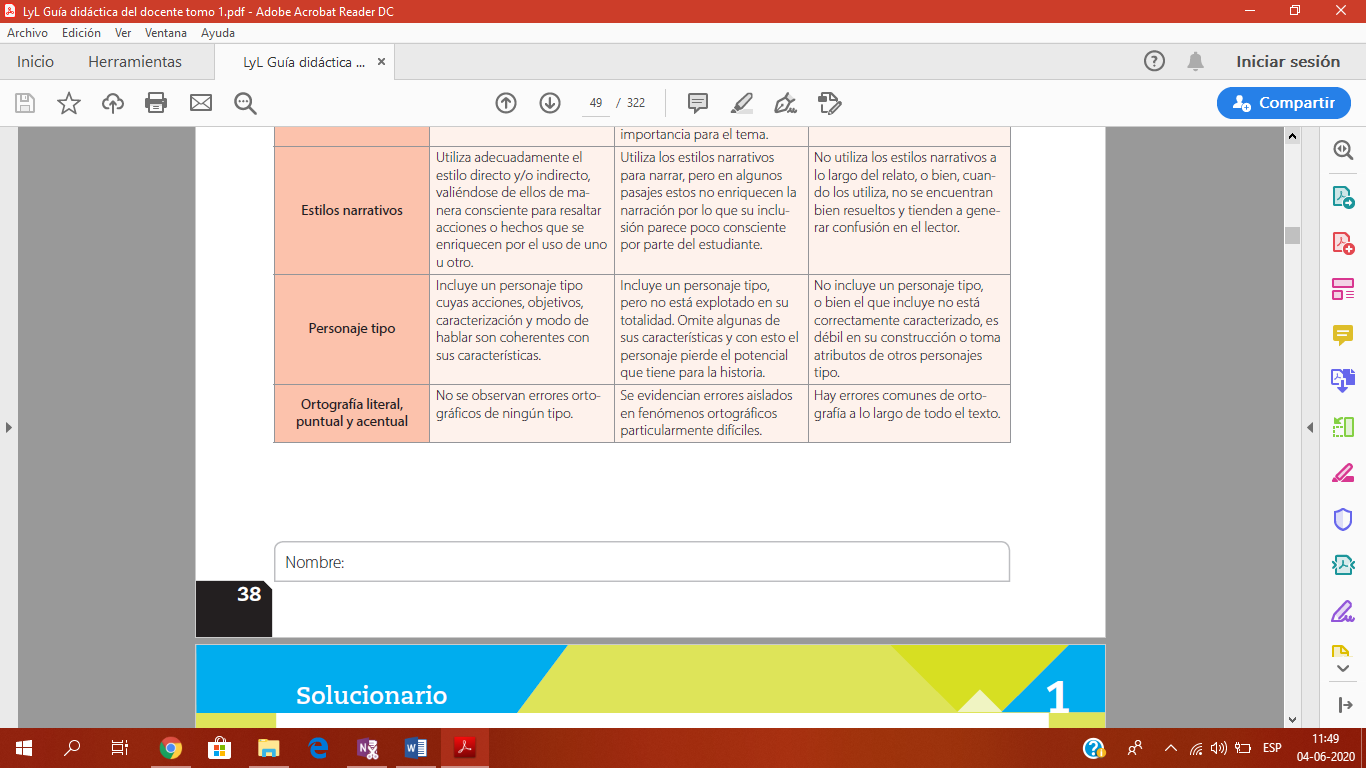 LyL Guía didáctica del docente tomo 1.pdf - Adobe Acrobat Reader DC
Archivo Edición Ver Ventana Ayuda
Inicio Herramientas LyL Guía didáctica ... × Iniciar sesión
49 / 322 Compartir
importancia para el tema.
Estilos narrativos
Utiliza adecuadamente el
estilo directo y/o indirecto,
valiéndose de ellos de ma-
nera consciente para resaltar
acciones o hechos que se
enriquecen por el uso de uno
u otro.
Utiliza los estilos narrativos
para narrar, pero en algunos
pasajes estos no enriquecen la
narración por lo que su inclu-
sión parece poco consciente
por parte del estudiante.
No utiliza los estilos narrativos a
lo largo del relato, o bien, cuan-
do los utiliza, no se encuentran
bien resueltos y tienden a gene-
rar confusión en el lector.
Personaje tipo
Incluye un personaje tipo
cuyas acciones, objetivos,
caracterización y modo de
hablar son coherentes con
sus características.
Incluye un personaje tipo,
pero no está explotado en su
totalidad. Omite algunas de
sus características y con esto el
personaje pierde el potencial
que tiene para la historia.
No incluye un personaje tipo,
o bien el que incluye no está
correctamente caracterizado, es
débil en su construcción o toma
atributos de otros personajes
tipo.
Ortografía literal,
puntual y acentual
No se observan errores orto-
gráficos de ningún tipo.
Se evidencian errores aislados
en fenómenos ortográficos
particularmente difíciles.
Hay errores comunes de orto-
grafía a lo largo de todo el texto.
Nombre:
38
Solucionario 1
ESP
11:49
04-06-2020